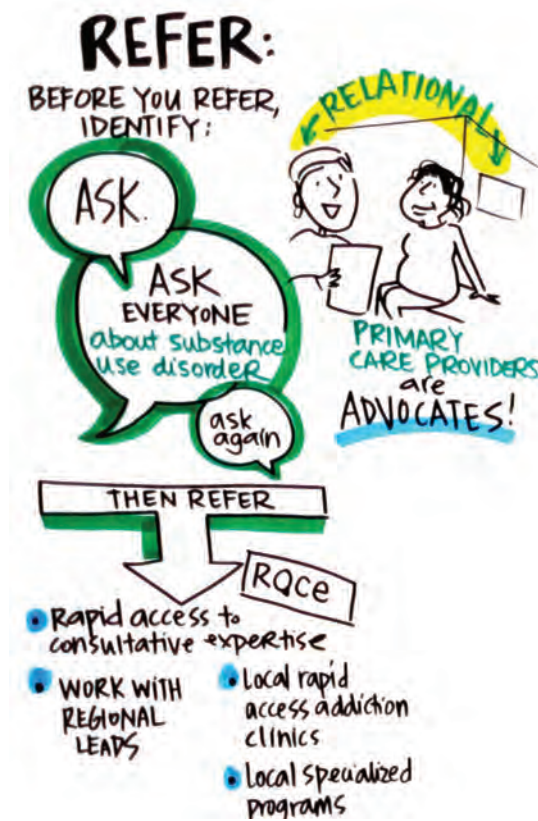 REFER:
BEFORE YOU REFER,
IDENTIFY:
ASK.
ASK
EVERYONE
about substance
use disorder
ask
again
RELATIONAL
PRIMARY
CARE PROVIDERS
are
ADVOCATES!
THEN REFER
RACe
Rapid access to
consultative expertise
WORK WITH
REGIONAL
LEADS
Local rapid
access addiction
clinics
Local specialized
programs